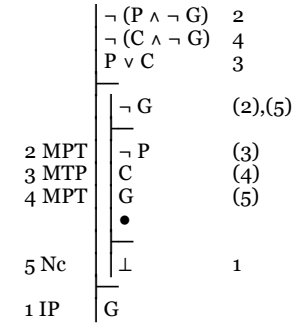 ¬ (P ∧ ¬ G) 2
¬ (C ∧ ¬ G) 4
P ∨ C 3
¬ G (2),(5)
2 MPT ¬ P (3)
3 MTP C (4)
4 MPT G (5)
●
5 Nc ⊥ 1
1 IP G